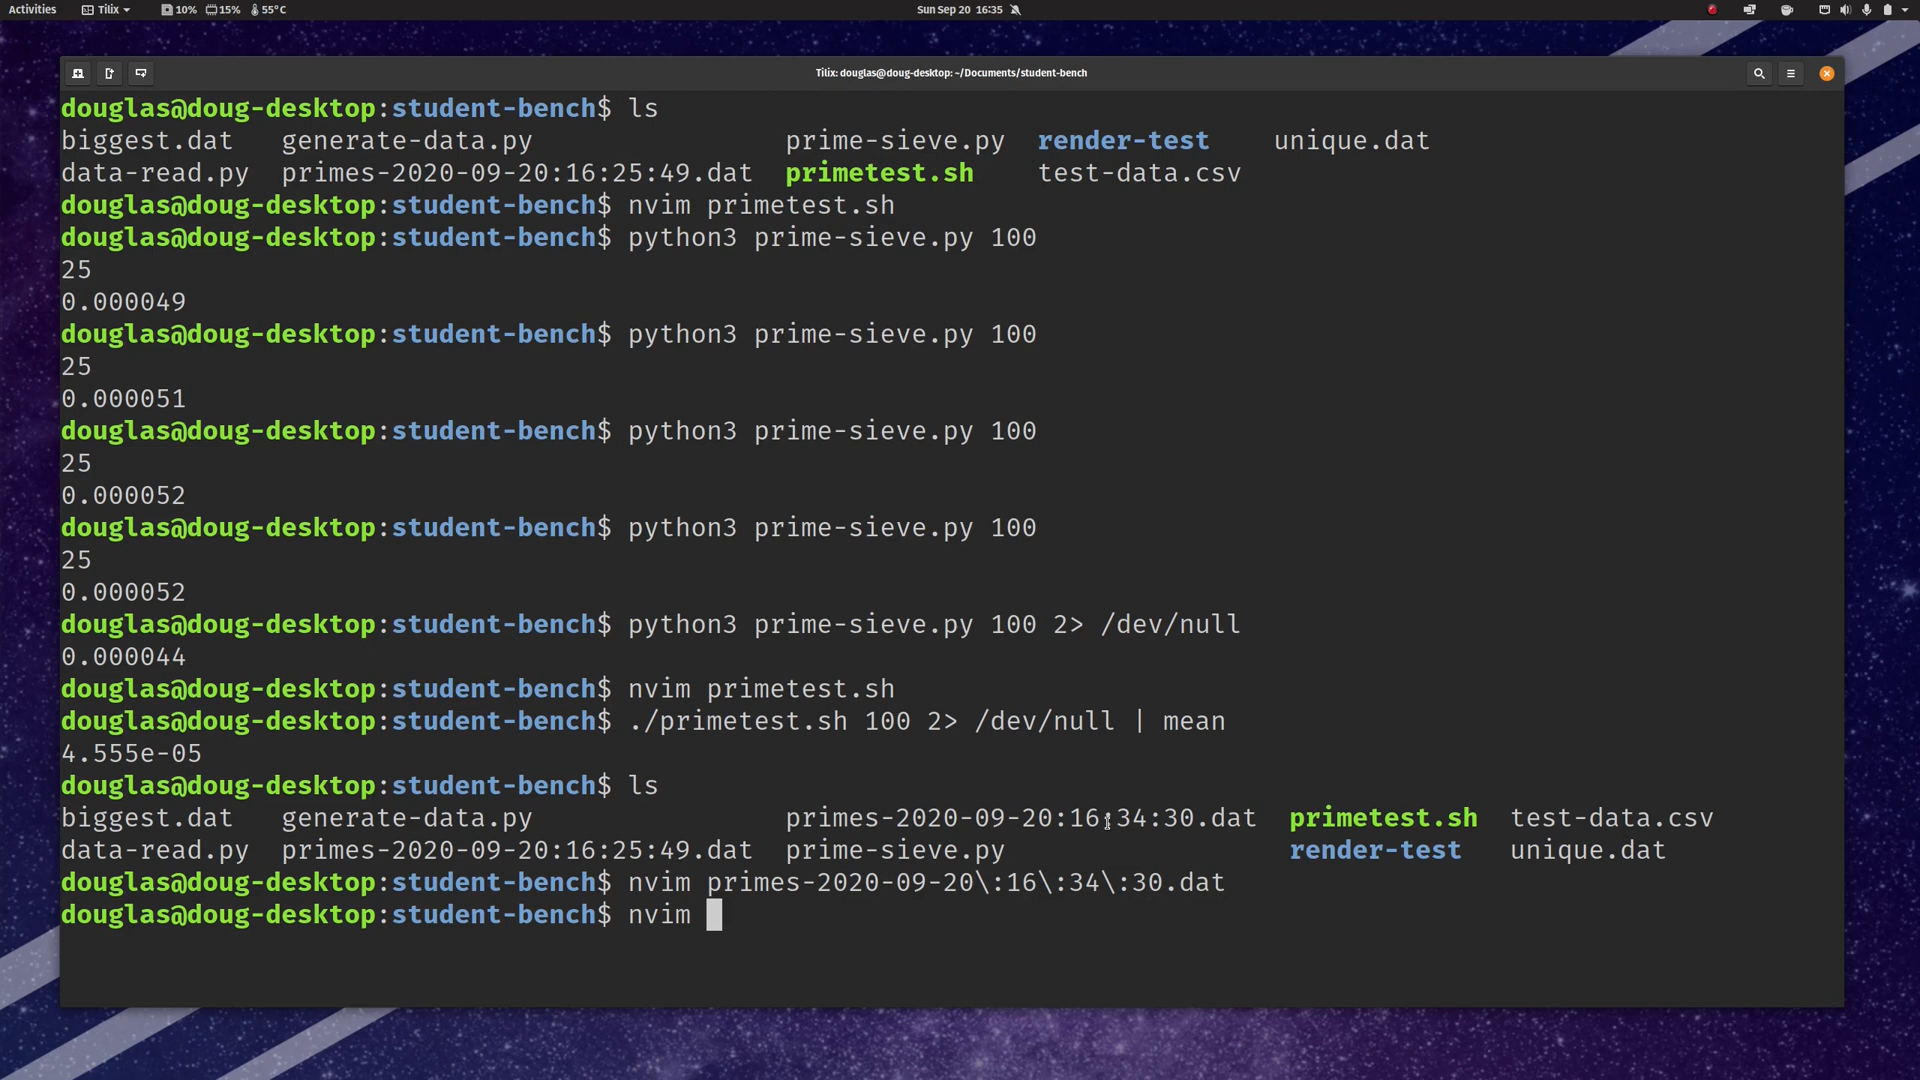 Activities Tilix 10% 15% 55°C Sun Sep 20 16:35
Tilix: douglas@doug-desktop: ~/Documents/student-bench
douglas@doug-desktop:student-bench$ ls
biggest.dat generate-data.py prime-sieve.py render-test unique.dat
data-read.py primes-2020-09-20:16:25:49.dat primetest.sh test-data.csv
douglas@doug-desktop:student-bench$ nvim primetest.sh
douglas@doug-desktop:student-bench$ python3 prime-sieve.py 100
25
0.000049
douglas@doug-desktop:student-bench$ python3 prime-sieve.py 100
25
0.000051
douglas@doug-desktop:student-bench$ python3 prime-sieve.py 100
25
0.000052
douglas@doug-desktop:student-bench$ python3 prime-sieve.py 100
25
0.000052
douglas@doug-desktop:student-bench$ python3 prime-sieve.py 100 2> /dev/null
0.000044
douglas@doug-desktop:student-bench$ nvim primetest.sh
douglas@doug-desktop:student-bench$ ./primetest.sh 100 2> /dev/null | mean
4.555e-05
douglas@doug-desktop:student-bench$ ls
biggest.dat generate-data.py primes-2020-09-20:16:34:30.dat primetest.sh test-data.csv
data-read.py primes-2020-09-20:16:25:49.dat prime-sieve.py render-test unique.dat
douglas@doug-desktop:student-bench$ nvim primes-2020-09-20\:16\:34\:30.dat
douglas@doug-desktop:student-bench$ nvim